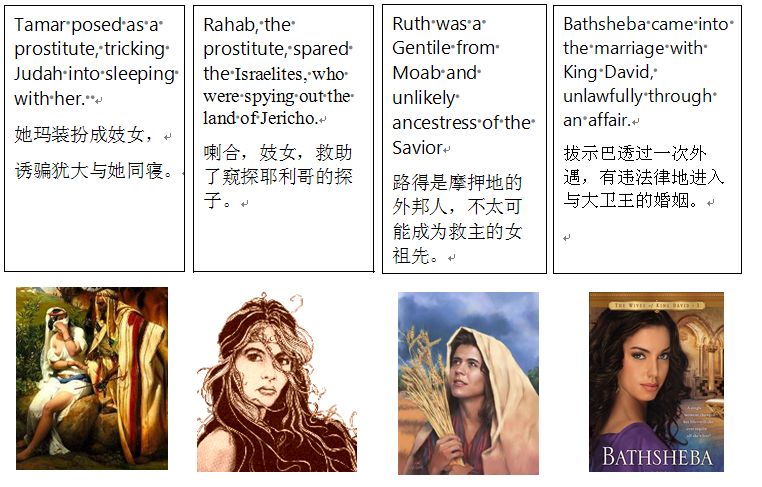 Tamar posed as a
prostitute, tricking
Judah into sleeping
with her.
她玛装扮成妓女，
诱骗犹大与她同寝。
Rahab, the
prostitute, spared
the Israelites, who
were spying out the
land of Jericho.
喇合，妓女，救助
了窥探耶利哥的探
子。
Ruth was a
Gentile from
Moab and
unlikely
ancestress of the
Savior
路得是摩押地的
外邦人，不太可
能成为救主的女
祖先。
Bathsheba came into
the marriage with
King David,
unlawfully through
an affair.
拔示巴透过一次外
遇，有违法律地进入
与大卫王的婚姻。
THE WIVES OF KING DAVID · 3
BATHSHEBA